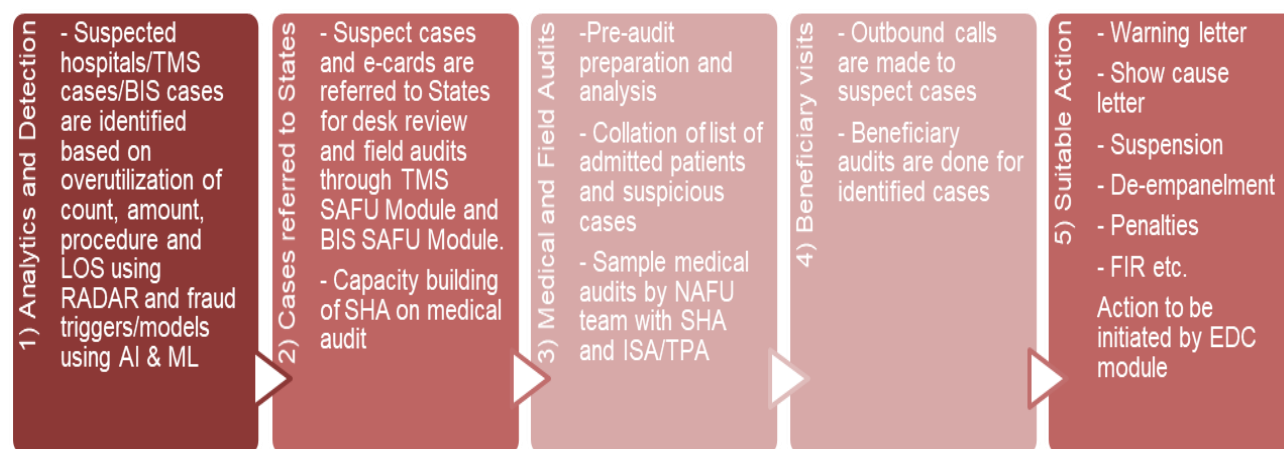 1) Analytics and Detection
- Suspected
hospitals/TMS
cases/BIS cases
are identified
based on
overutilization of
count, amount,
procedure and
LOS using
RADAR and fraud
triggers/models
using AI & ML
2) Cases referred to States
- Suspect cases
and e-cards are
referred to States
for desk review
and field audits
through TMS
SAFU Module and
BIS SAFU Module.
- Capacity building
of SHA on medical
audit
3) Medical and Field Audits
-Pre-audit
preparation and
analysis
- Collation of list of
admitted patients
and suspicious
cases
- Sample medical
audits by NAFU
team with SHA
and ISA/TPA
4) Beneficiary visits
- Outbound calls
are made to
suspect cases
- Beneficiary
audits are done for
identified cases
5) Suitable Action
- Warning letter
- Show cause
letter
- Suspension
- De-empanelment
- Penalties
- FIR etc.
Action to be
initiated by EDC
module